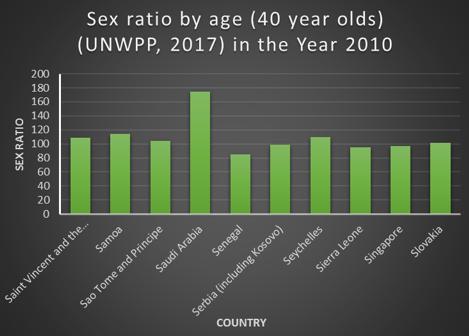 Sex ratio by age (40 year olds)
(UNWPP, 2017) in the Year 2010
SEX RATIO
200
180
160
140
120
100
80
60
40
20
0
Saint Vincent and the...
Samoa
Sao Tome and Principe
Saudi Arabia
Senegal
Serbia (including Kosovo)
Seychelles
Sierra Leone
Singapore
Slovakia
COUNTRY